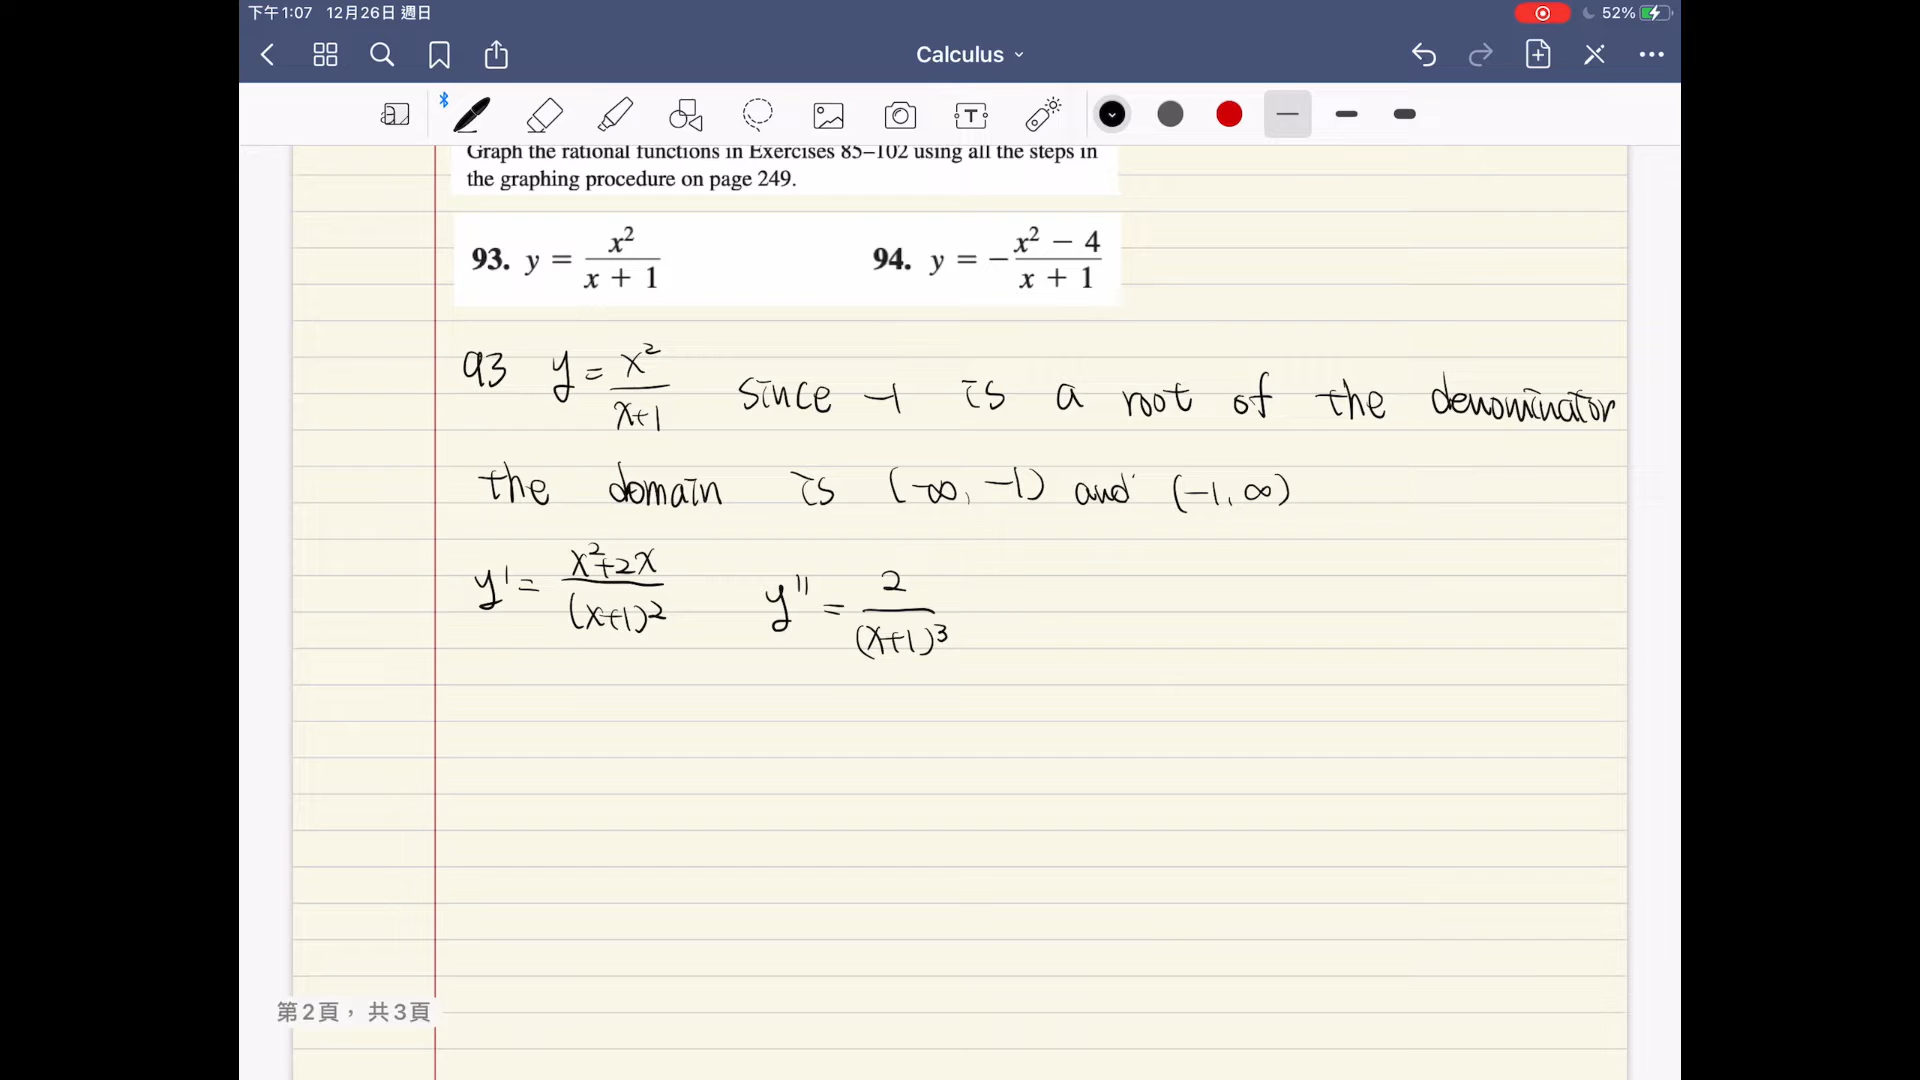 下午1:07 12月26日 週日
52%
Calculus
Graph the rational functions in Exercises 85–102 using all the steps in
the graphing procedure on page 249.
93. y = x² / (x + 1) 94. y = −(x² − 4) / (x + 1)
93 y = x² / (x+1) since -1 is a root of the denominator
the domain is (-∞, -1) and (-1, ∞)
y' = (x²+2x) / (x+1)² y'' = 2 / (x+1)³
第2頁，共3頁